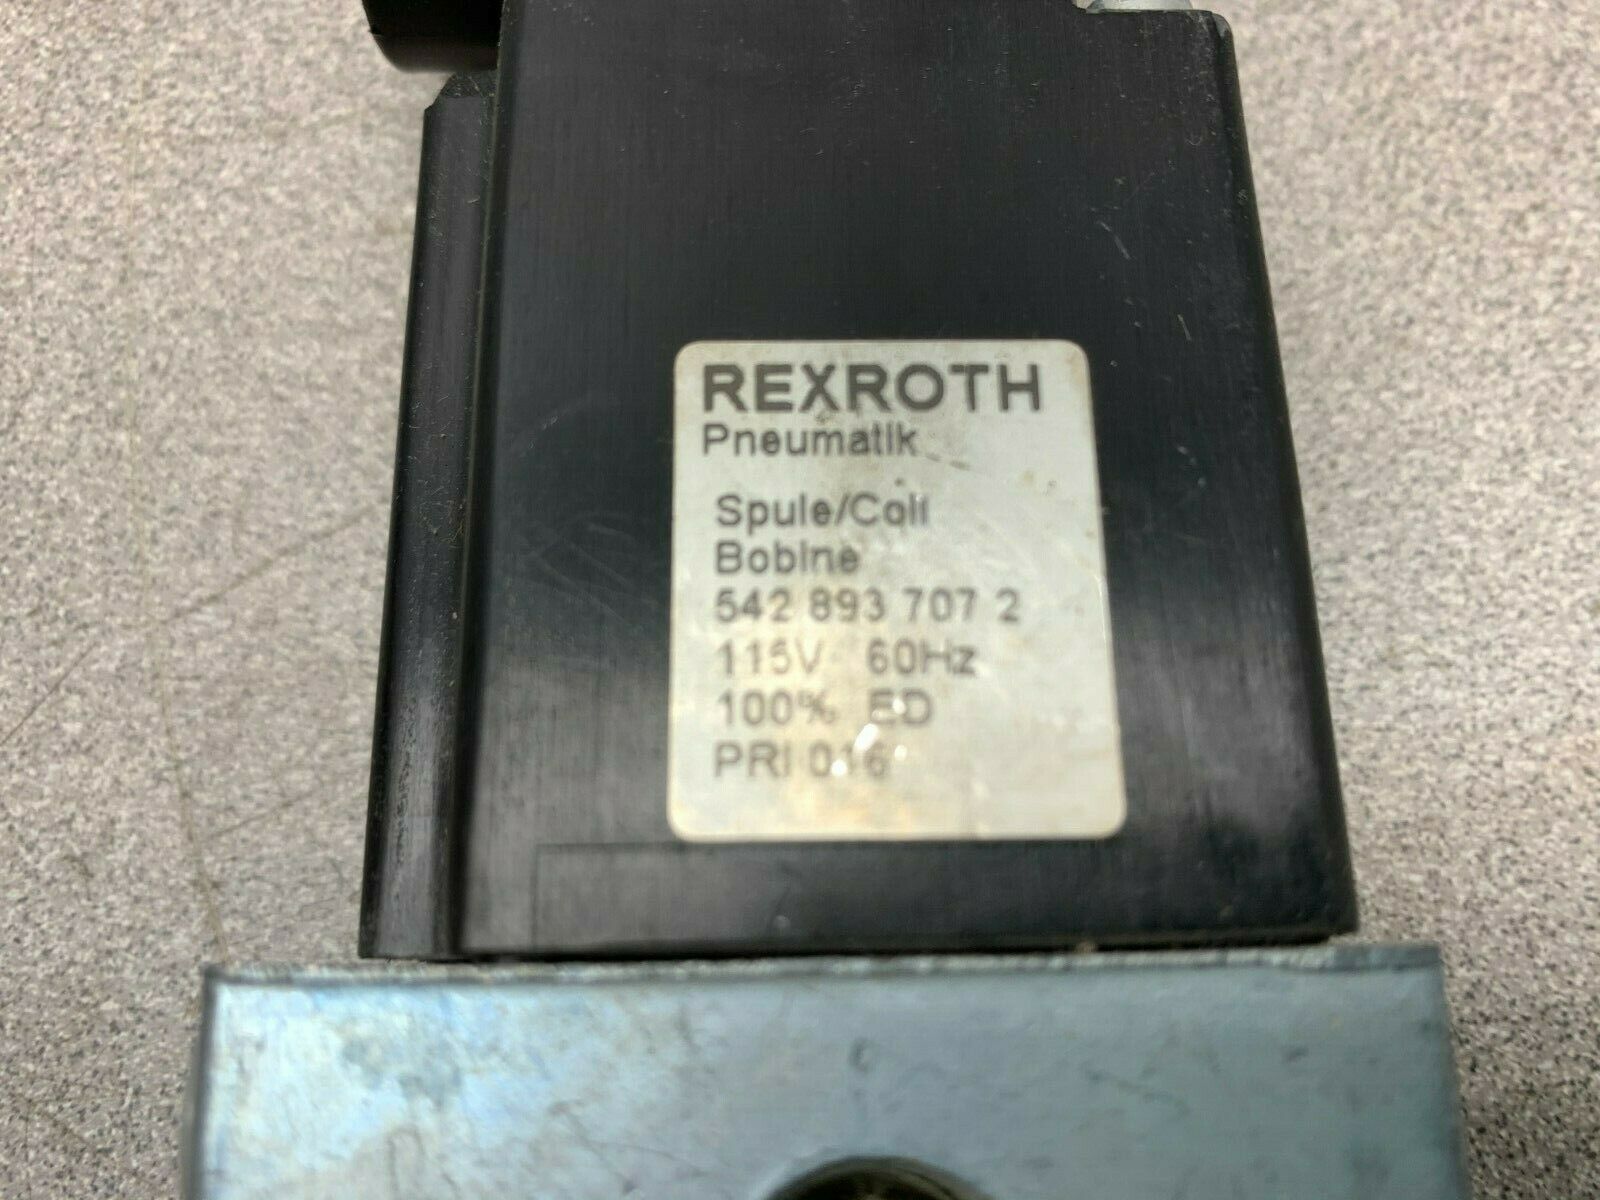 REXROTH
Pneumatik
Spule/Coil
Bobine
542 893 707 2
115V 60Hz
100% ED
PRI 016